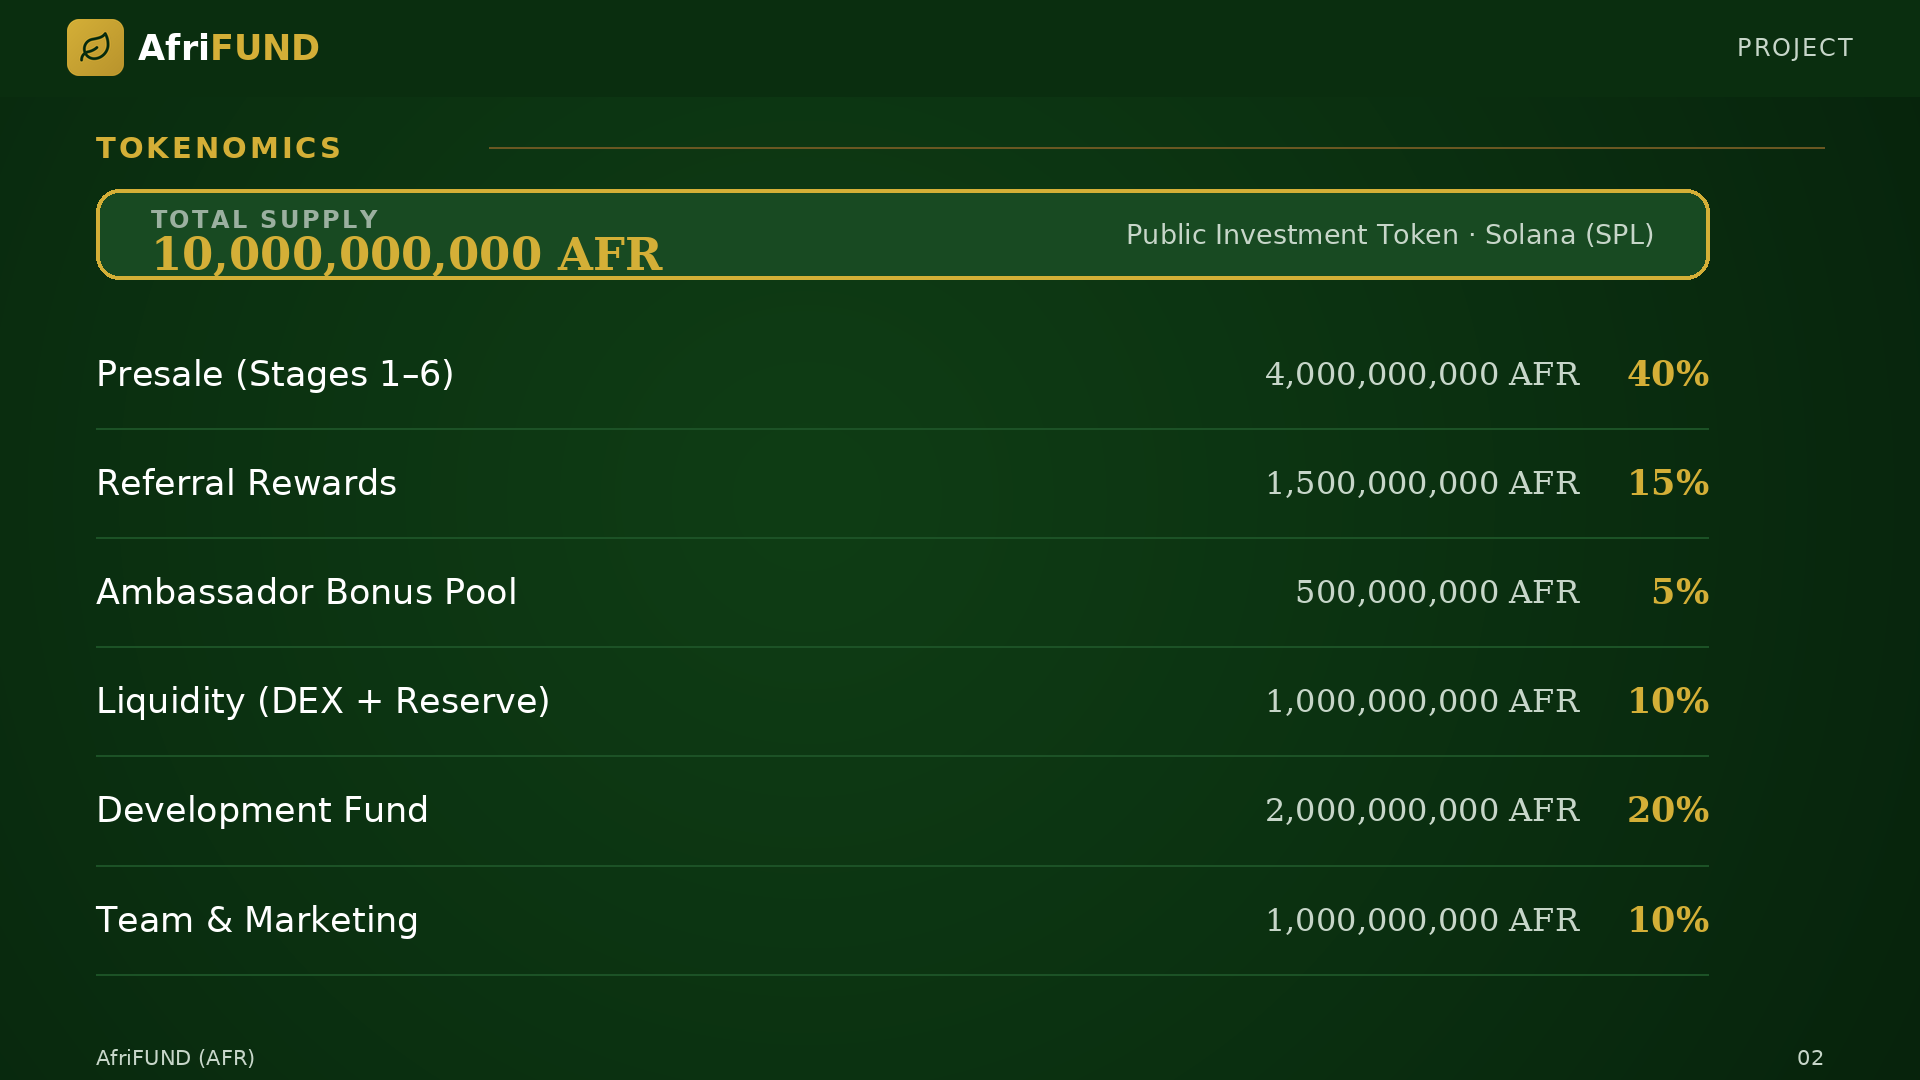 AfriFUND
PROJECT
TOKENOMICS
TOTAL SUPPLY
10,000,000,000 AFR
Public Investment Token · Solana (SPL)
Presale (Stages 1–6) 4,000,000,000 AFR 40%
Referral Rewards 1,500,000,000 AFR 15%
Ambassador Bonus Pool 500,000,000 AFR 5%
Liquidity (DEX + Reserve) 1,000,000,000 AFR 10%
Development Fund 2,000,000,000 AFR 20%
Team & Marketing 1,000,000,000 AFR 10%
AfriFUND (AFR)
02